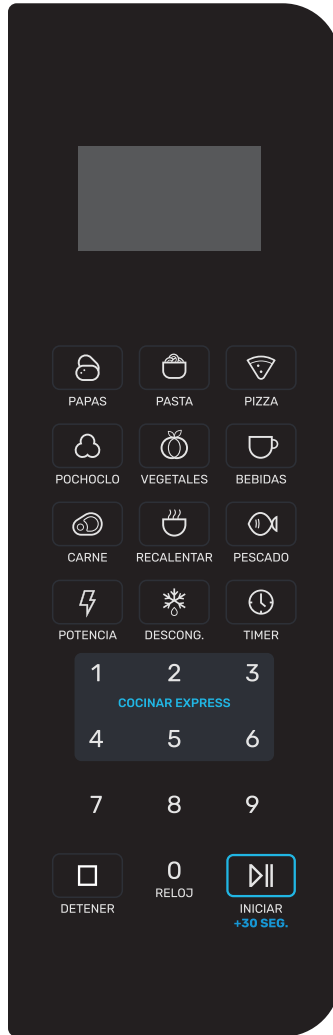 PAPAS PASTA PIZZA
POCHOCLO VEGETALES BEBIDAS
CARNE RECALENTAR PESCADO
POTENCIA DESCONG. TIMER
1 2 3
COCINAR EXPRESS
4 5 6
7 8 9
0
RELOJ
DETENER INICIAR
+30 SEG.